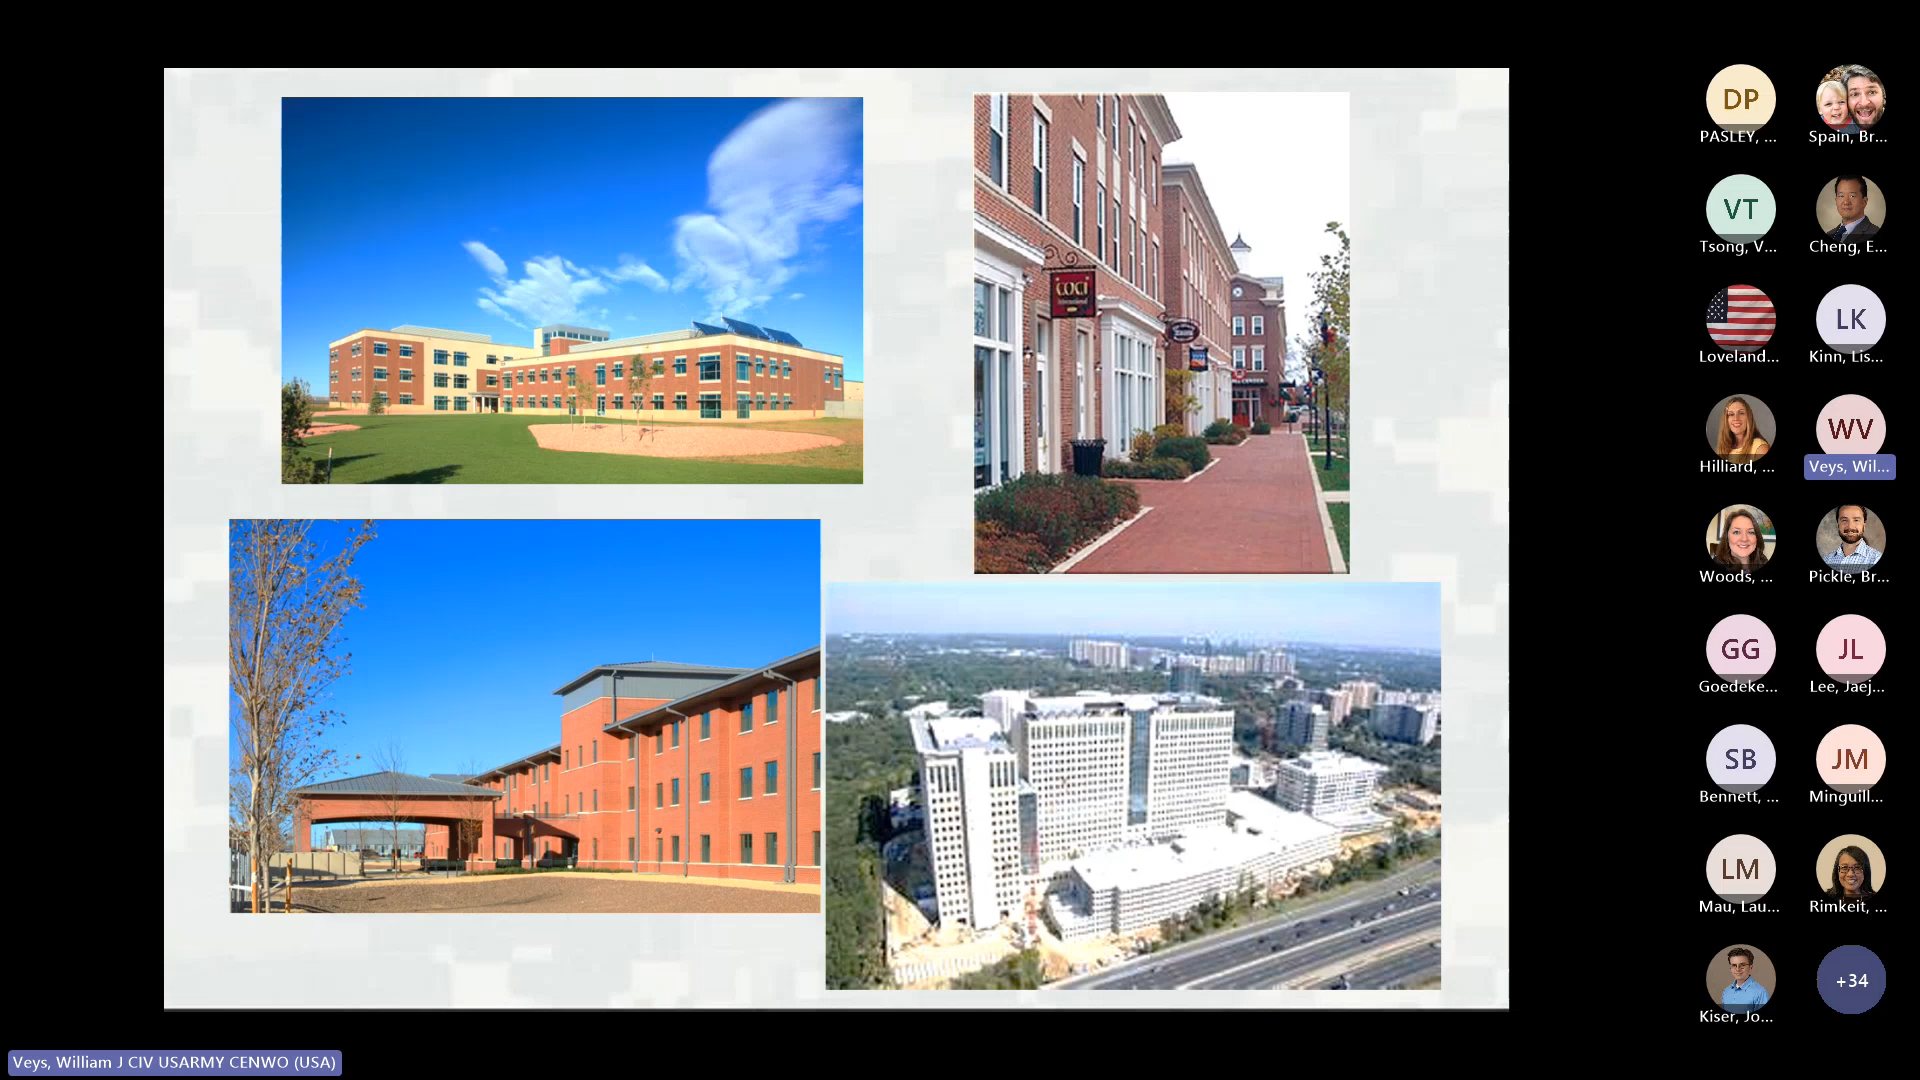 COCI
DP
PASLEY, ...
Spain, Br...
VT
Tsong, V...
Cheng, E...
Loveland...
LK
Kinn, Lis...
Hilliard, ...
WV
Veys, Wil...
Woods, ...
Pickle, Br...
GG
Goedeke...
JL
Lee, Jaej...
SB
Bennett, ...
JM
Minguill...
LM
Mau, Lau...
Rimkeit, ...
Kiser, Jo...
+34
Veys, William J CIV USARMY CENWO (USA)